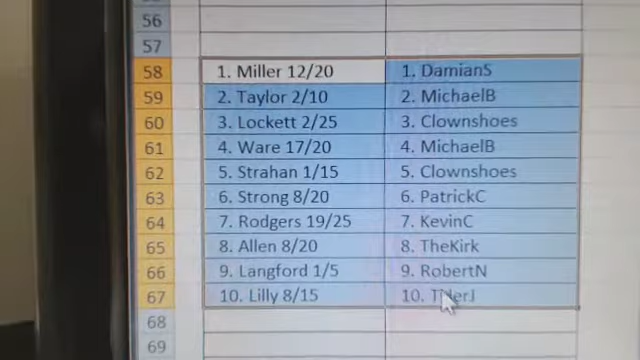 56
57
58 1. Miller 12/20 1. DamianS
59 2. Taylor 2/10 2. MichaelB
60 3. Lockett 2/25 3. Clownshoes
61 4. Ware 17/20 4. MichaelB
62 5. Strahan 1/15 5. Clownshoes
63 6. Strong 8/20 6. PatrickC
64 7. Rodgers 19/25 7. KevinC
65 8. Allen 8/20 8. TheKirk
66 9. Langford 1/5 9. RobertN
67 10. Lilly 8/15 10.
68
69